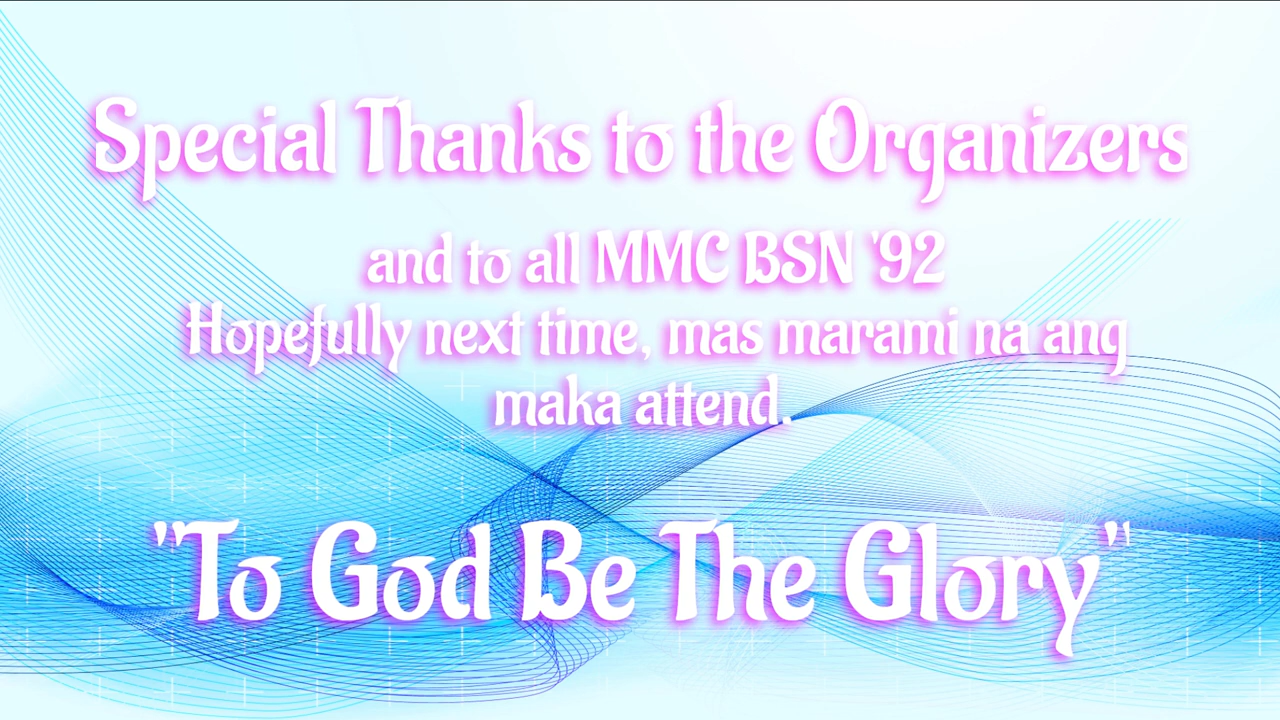 Special Thanks to the Organizers
and to all MMC BSN '92
Hopefully next time, mas marami na ang
maka attend.
"To God Be The Glory"